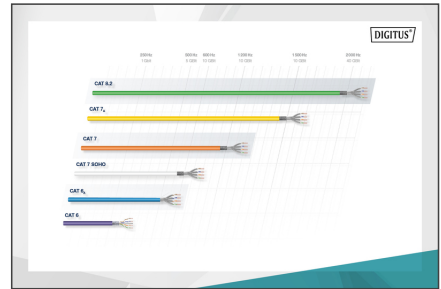 DIGITUS®
250 Hz 500 Hz 600 Hz 1200 Hz 1500 Hz 2000 Hz
CAT 8.2
CAT 7A
CAT 7
CAT 7 SOHO
CAT 6A
CAT 6